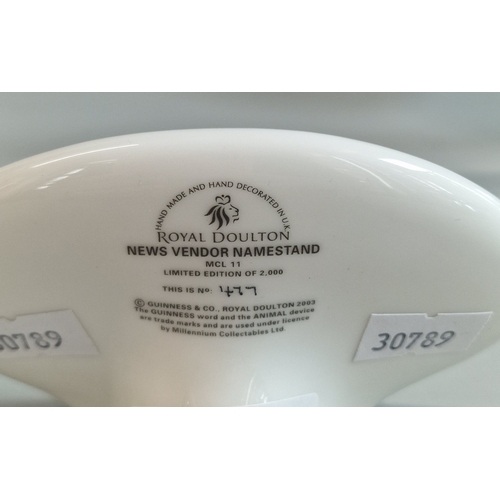 HAND MADE AND HAND DECORATED IN U.K.
ROYAL DOULTON
NEWS VENDOR NAMESTAND
MCL 11
LIMITED EDITION OF 2,000
THIS IS Nº: 477
© GUINNESS & CO., ROYAL DOULTON 2003
The GUINNESS word and the ANIMAL device
are trade marks and are used under licence
by Millennium Collectables Ltd.
30789
30789